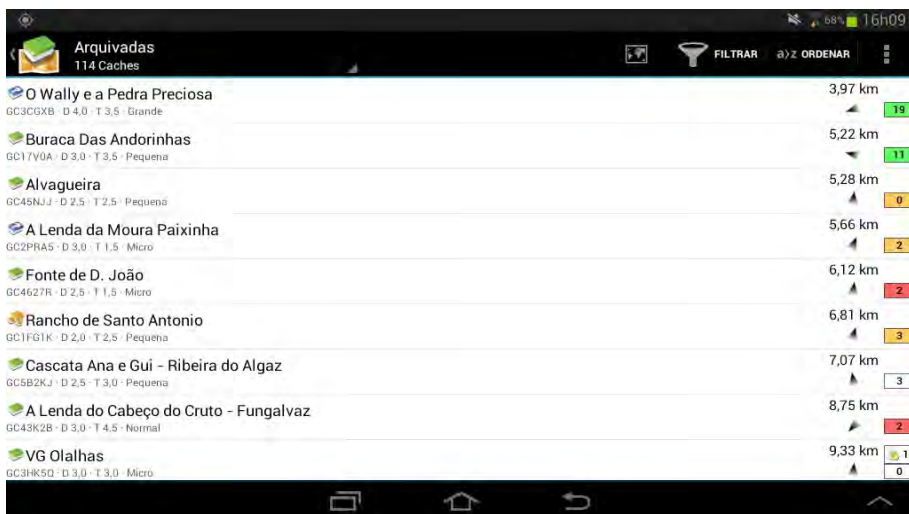 68% 16h09
Arquivadas
114 Caches
FILTRAR a)z ORDENAR
O Wally e a Pedra Preciosa 3,97 km
GC3CGXB · D 4,0 · T 3,5 · Grande 19
Buraca Das Andorinhas 5,22 km
GC17V0A · D 3,0 · T 3,5 · Pequena 11
Alvagueira 5,28 km
GC45NJJ · D 2,5 · T 2,5 · Pequena 0
A Lenda da Moura Paixinha 5,66 km
GC2PRA5 · D 3,0 · T 1,5 · Micro 2
Fonte de D. João 6,12 km
GC4627R · D 2,5 · T 1,5 · Micro 2
Rancho de Santo Antonio 6,81 km
GC1FG1K · D 2,0 · T 2,5 · Pequena 3
Cascata Ana e Gui - Ribeira do Algaz 7,07 km
GC5B2KJ · D 2,5 · T 3,0 · Pequena 3
A Lenda do Cabeço do Cruto - Fungalvaz 8,75 km
GC43K2B · D 3,0 · T 4,5 · Normal 2
VG Olalhas 9,33 km 1
GC3HK5Q · D 3,0 · T 3,0 · Micro 0